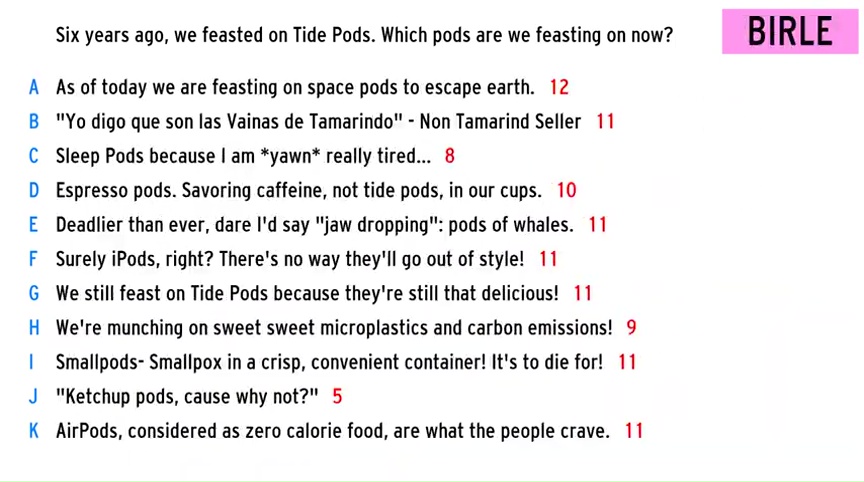 Six years ago, we feasted on Tide Pods. Which pods are we feasting on now?
BIRLE
A As of today we are feasting on space pods to escape earth. 12
B "Yo digo que son las Vainas de Tamarindo" - Non Tamarind Seller 11
C Sleep Pods because I am *yawn* really tired... 8
D Espresso pods. Savoring caffeine, not tide pods, in our cups. 10
E Deadlier than ever, dare I'd say "jaw dropping": pods of whales. 11
F Surely iPods, right? There's no way they'll go out of style! 11
G We still feast on Tide Pods because they're still that delicious! 11
H We're munching on sweet sweet microplastics and carbon emissions! 9
I Smallpods- Smallpox in a crisp, convenient container! It's to die for! 11
J "Ketchup pods, cause why not?" 5
K AirPods, considered as zero calorie food, are what the people crave. 11